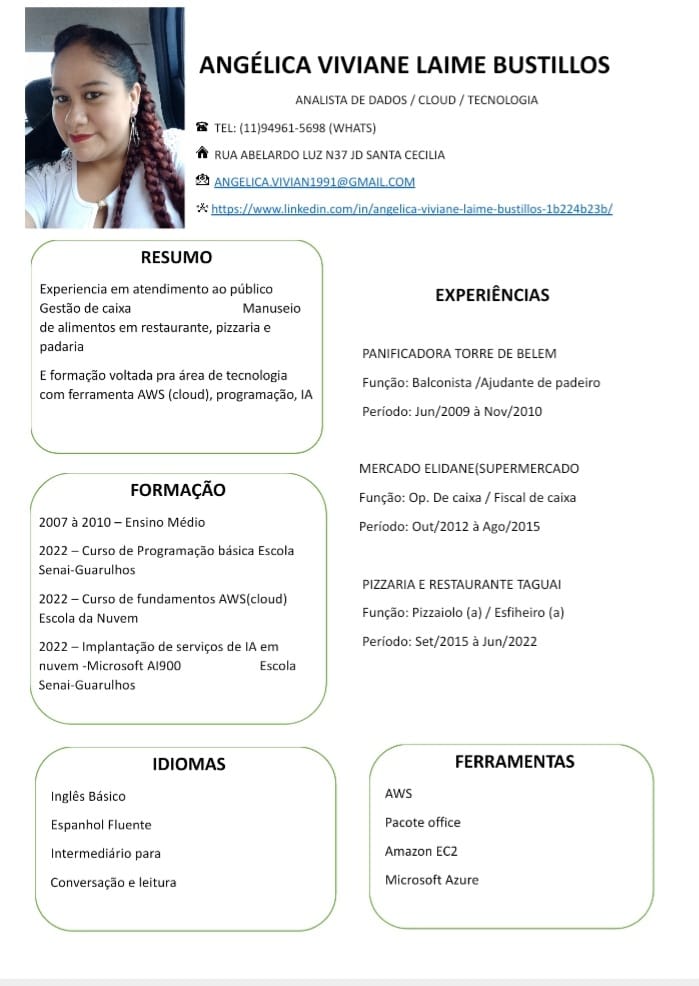 ANGÉLICA VIVIANE LAIME BUSTILLOS
ANALISTA DE DADOS / CLOUD / TECNOLOGIA
TEL: (11)94961-5698 (WHATS)
RUA ABELARDO LUZ N37 JD SANTA CECILIA
ANGELICA.VIVIAN1991@GMAIL.COM
https://www.linkedin.com/in/angelica-viviane-laime-bustillos-1b224b23b/
RESUMO
Experiencia em atendimento ao público
Gestão de caixa Manuseio
de alimentos em restaurante, pizzaria e
padaria
E formação voltada pra área de tecnologia
com ferramenta AWS (cloud), programação, IA
FORMAÇÃO
2007 à 2010 – Ensino Médio
2022 – Curso de Programação básica Escola
Senai-Guarulhos
2022 – Curso de fundamentos AWS(cloud)
Escola da Nuvem
2022 – Implantação de serviços de IA em
nuvem -Microsoft AI900 Escola
Senai-Guarulhos
EXPERIÊNCIAS
PANIFICADORA TORRE DE BELEM
Função: Balconista /Ajudante de padeiro
Período: Jun/2009 à Nov/2010
MERCADO ELIDANE(SUPERMERCADO
Função: Op. De caixa / Fiscal de caixa
Período: Out/2012 à Ago/2015
PIZZARIA E RESTAURANTE TAGUAI
Função: Pizzaiolo (a) / Esfiheiro (a)
Período: Set/2015 à Jun/2022
IDIOMAS
Inglês Básico
Espanhol Fluente
Intermediário para
Conversação e leitura
FERRAMENTAS
AWS
Pacote office
Amazon EC2
Microsoft Azure